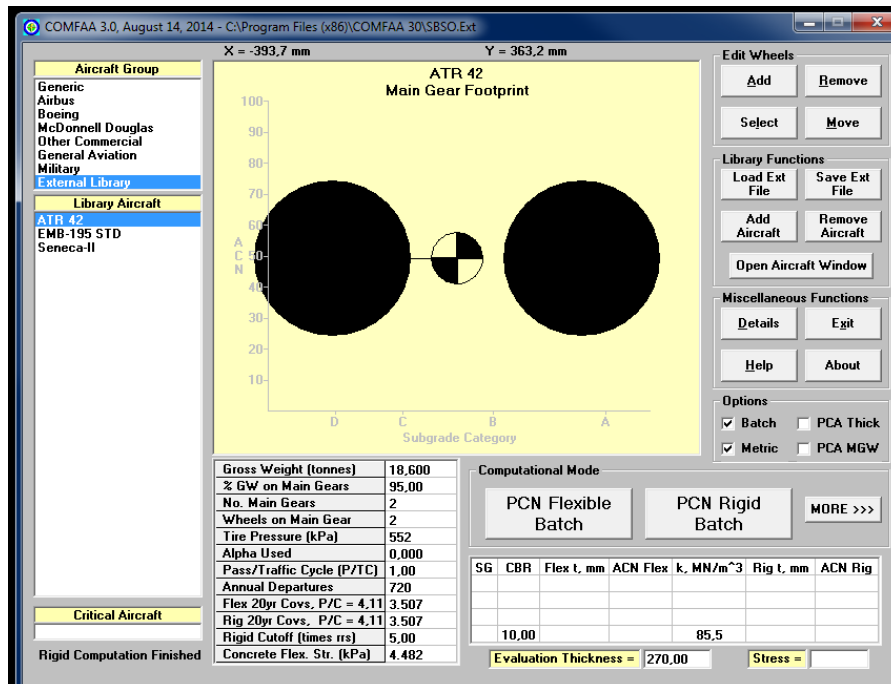 COMFAA 3.0, August 14, 2014 - C:\Program Files (x86)\COMFAA 30\SBSO.Ext
X = -393,7 mm
Y = 363,2 mm
Aircraft Group
Generic
Airbus
Boeing
McDonnell Douglas
Other Commercial
General Aviation
Military
External Library
Library Aircraft
ATR 42
EMB-195 STD
Seneca-II
Critical Aircraft
Rigid Computation Finished
ATR 42
Main Gear Footprint
100
90
80
70
60
50
40
30
20
10
A
C
N
D C B A
Subgrade Category
Gross Weight (tonnes) 18,600
% GW on Main Gears 95,00
No. Main Gears 2
Wheels on Main Gear 2
Tire Pressure (kPa) 552
Alpha Used 0,000
Pass/Traffic Cycle (P/TC) 1,00
Annual Departures 720
Flex 20yr Covs, P/C = 4,11 3.507
Rig 20yr Covs, P/C = 4,11 3.507
Rigid Cutoff (times rrs) 5,00
Concrete Flex. Str. (kPa) 4.482
Edit Wheels
Add Remove
Select Move
Library Functions
Load Ext File
Save Ext File
Add Aircraft
Remove Aircraft
Open Aircraft Window
Miscellaneous Functions
Details Exit
Help About
Options
Batch PCA Thick
Metric PCA MGW
Computational Mode
PCN Flexible Batch
PCN Rigid Batch
MORE >>>
SG CBR Flex t, mm ACN Flex k, MN/m^3 Rig t, mm ACN Rig
10,00 85,5
Evaluation Thickness = 270,00 Stress =